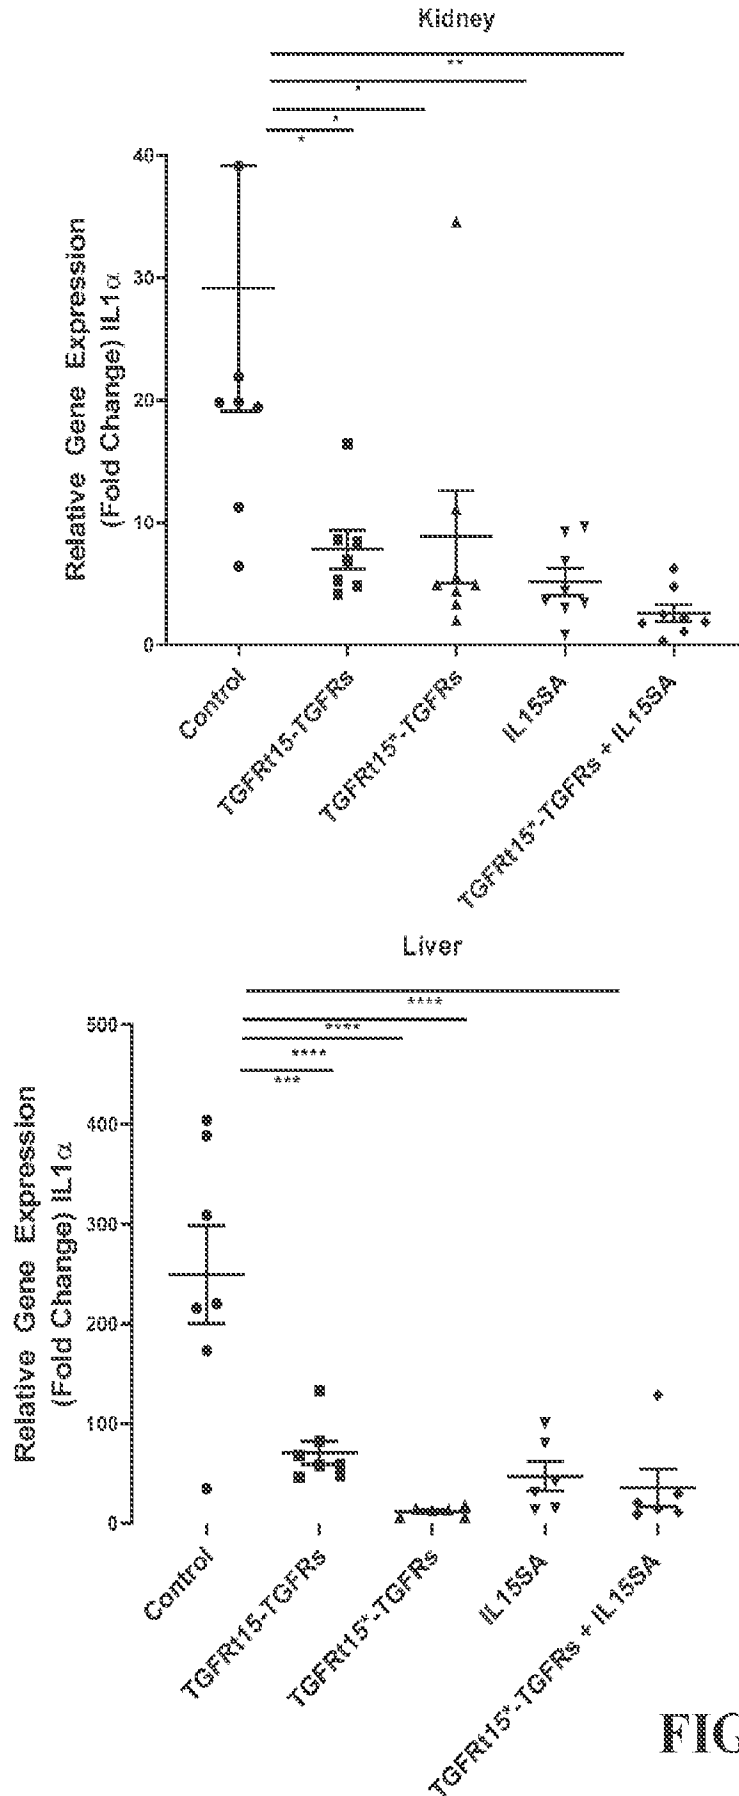 Kidney
**
*
*
*
Relative Gene Expression
(Fold Change) IL1α
40
30
20
10
0
Control
TGFRt15-TGFRs
TGFRt15*-TGFRs
IL15SA
TGFRt15*-TGFRs + IL15SA
Liver
****
****
****
***
Relative Gene Expression
(Fold Change) IL1α
500
400
300
200
100
0
Control
TGFRt15-TGFRs
TGFRt15*-TGFRs
IL15SA
TGFRt15*-TGFRs + IL15SA
FIG